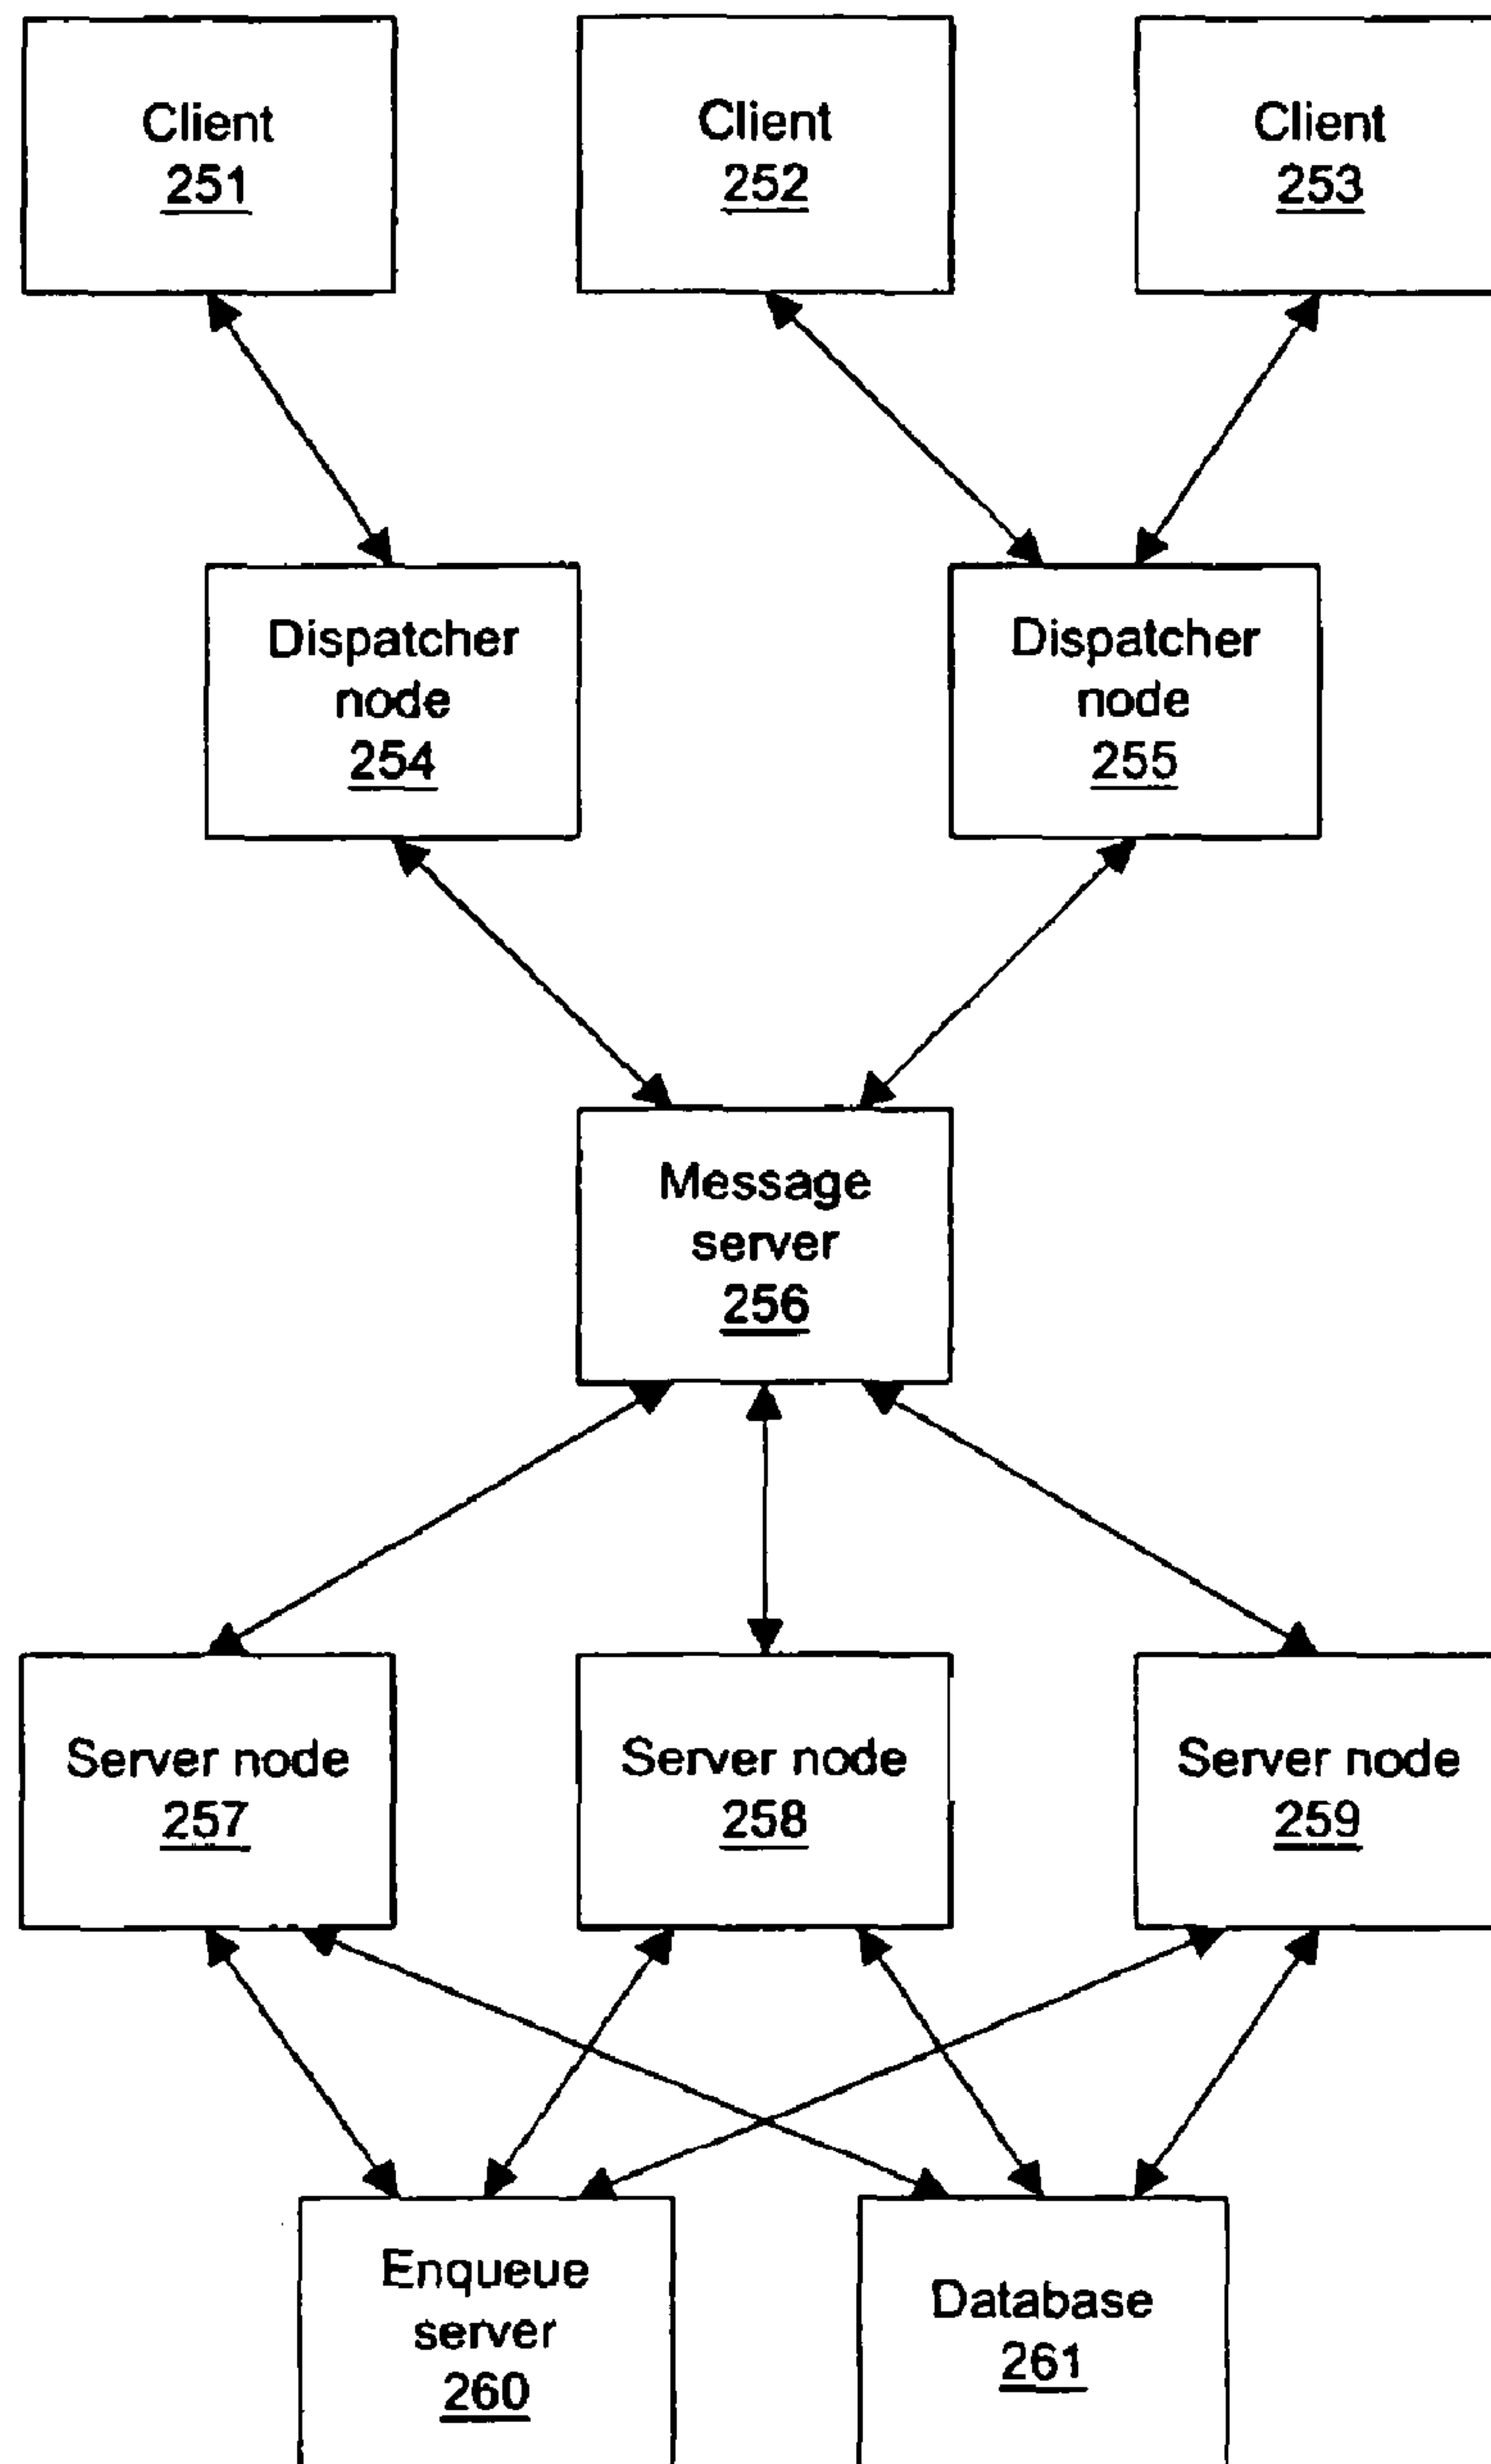 Client
251
Client
252
Client
253
Dispatcher
node
254
Dispatcher
node
255
Message
server
256
Server node
257
Server node
258
Server node
259
Enqueue
server
260
Database
261